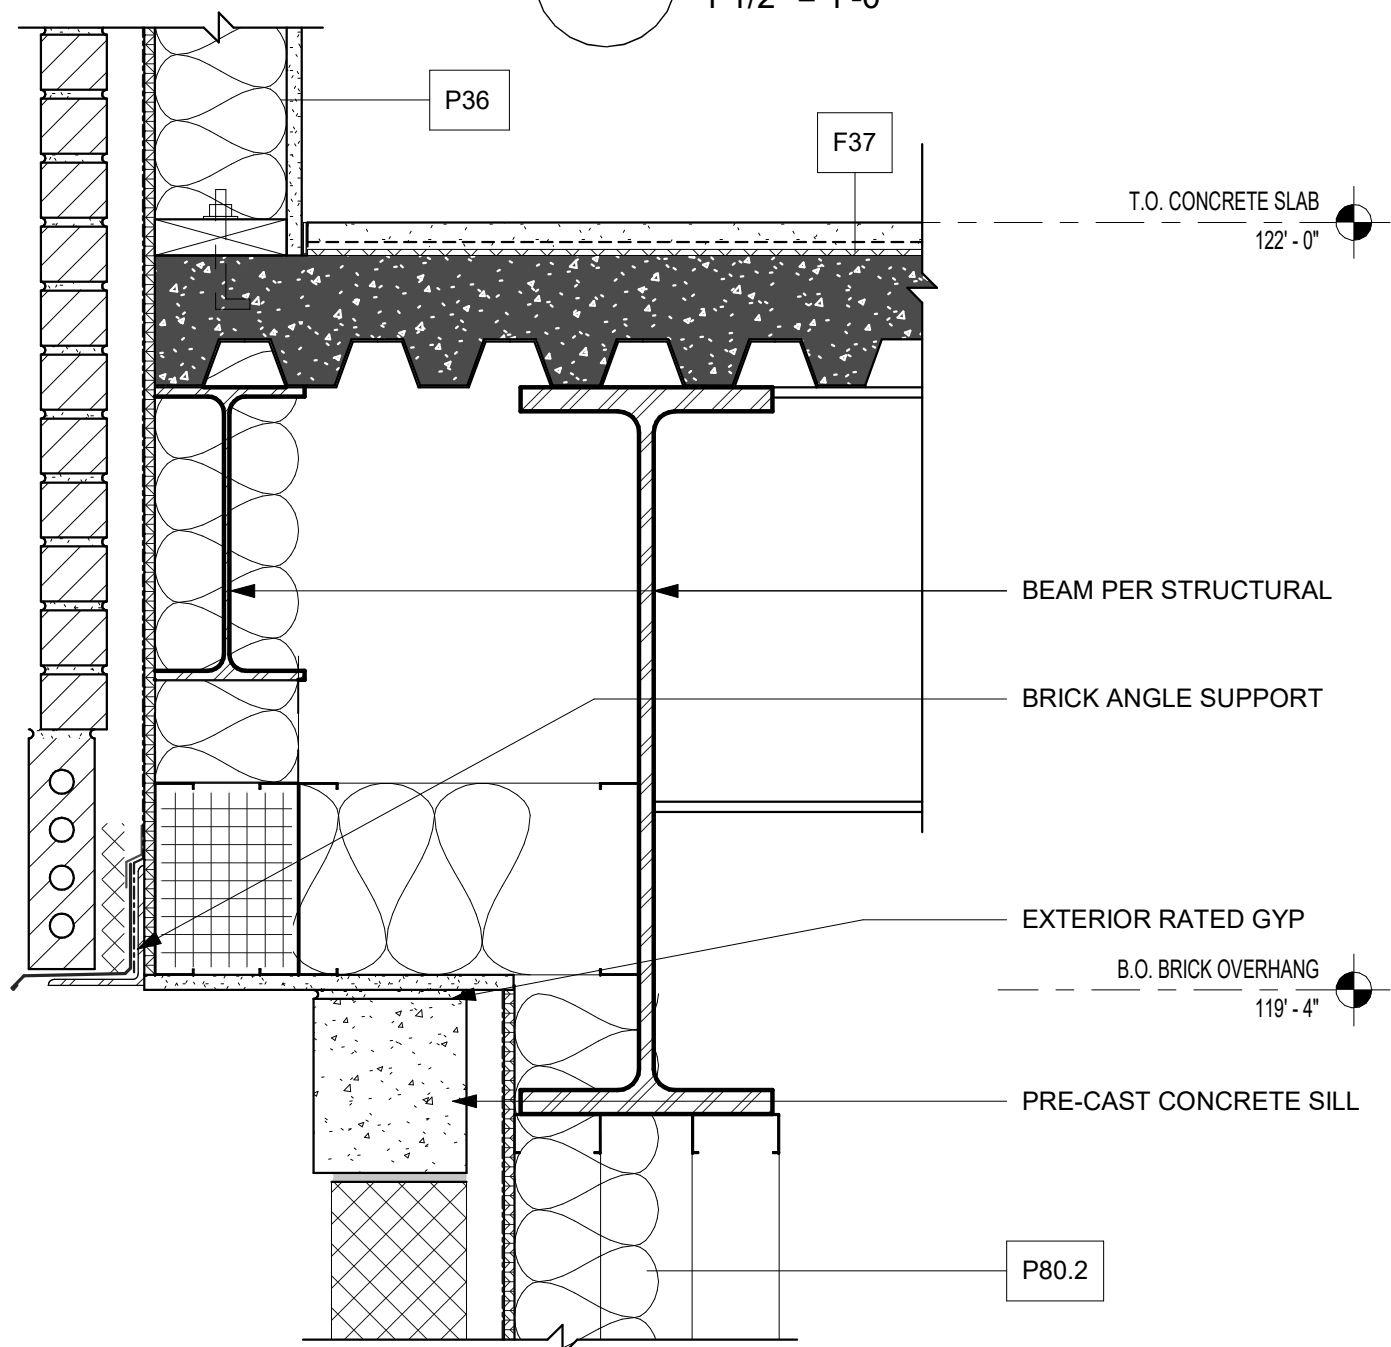 1 1/2" = 1'-0"
P36
F37
T.O. CONCRETE SLAB
122' - 0"
BEAM PER STRUCTURAL
BRICK ANGLE SUPPORT
EXTERIOR RATED GYP
B.O. BRICK OVERHANG
119' - 4"
PRE-CAST CONCRETE SILL
P80.2